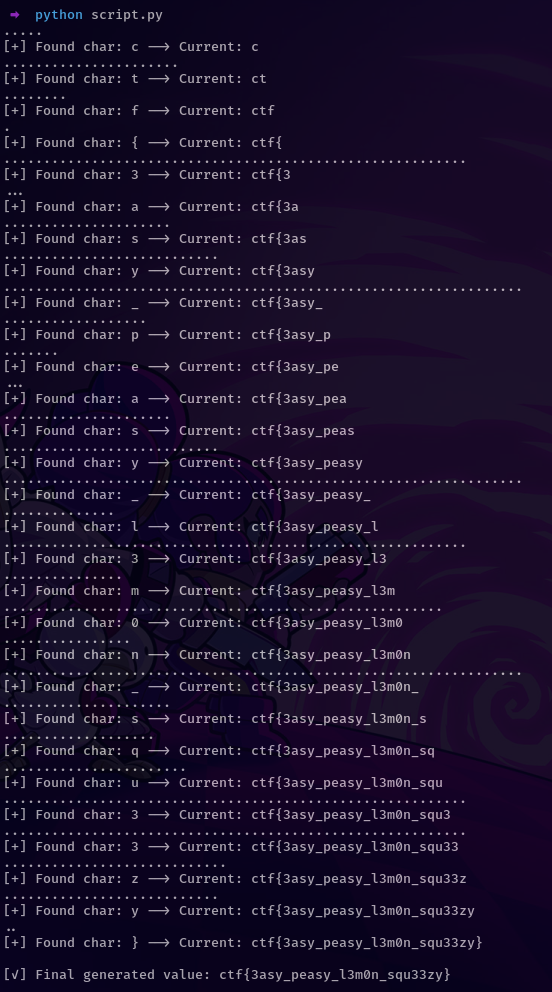 ➡ python script.py
.....
[+] Found char: c —> Current: c
......................
[+] Found char: t —> Current: ct
........
[+] Found char: f —> Current: ctf
.
[+] Found char: { —> Current: ctf{
..........................................................
[+] Found char: 3 —> Current: ctf{3
...
[+] Found char: a —> Current: ctf{3a
.....................
[+] Found char: s —> Current: ctf{3as
...........................
[+] Found char: y —> Current: ctf{3asy
.................................................................
[+] Found char: _ —> Current: ctf{3asy_
..................
[+] Found char: p —> Current: ctf{3asy_p
.......
[+] Found char: e —> Current: ctf{3asy_pe
...
[+] Found char: a —> Current: ctf{3asy_pea
.....................
[+] Found char: s —> Current: ctf{3asy_peas
...........................
[+] Found char: y —> Current: ctf{3asy_peasy
.................................................................
[+] Found char: _ —> Current: ctf{3asy_peasy_
..............
[+] Found char: l —> Current: ctf{3asy_peasy_l
..........................................................
[+] Found char: 3 —> Current: ctf{3asy_peasy_l3
...............
[+] Found char: m —> Current: ctf{3asy_peasy_l3m
.......................................................
[+] Found char: 0 —> Current: ctf{3asy_peasy_l3m0
................
[+] Found char: n —> Current: ctf{3asy_peasy_l3m0n
.................................................................
[+] Found char: _ —> Current: ctf{3asy_peasy_l3m0n_
.....................
[+] Found char: s —> Current: ctf{3asy_peasy_l3m0n_s
...................
[+] Found char: q —> Current: ctf{3asy_peasy_l3m0n_sq
.......................
[+] Found char: u —> Current: ctf{3asy_peasy_l3m0n_squ
..........................................................
[+] Found char: 3 —> Current: ctf{3asy_peasy_l3m0n_squ3
..........................................................
[+] Found char: 3 —> Current: ctf{3asy_peasy_l3m0n_squ33
............................
[+] Found char: z —> Current: ctf{3asy_peasy_l3m0n_squ33z
...........................
[+] Found char: y —> Current: ctf{3asy_peasy_l3m0n_squ33zy
..
[+] Found char: } —> Current: ctf{3asy_peasy_l3m0n_squ33zy}
[√] Final generated value: ctf{3asy_peasy_l3m0n_squ33zy}